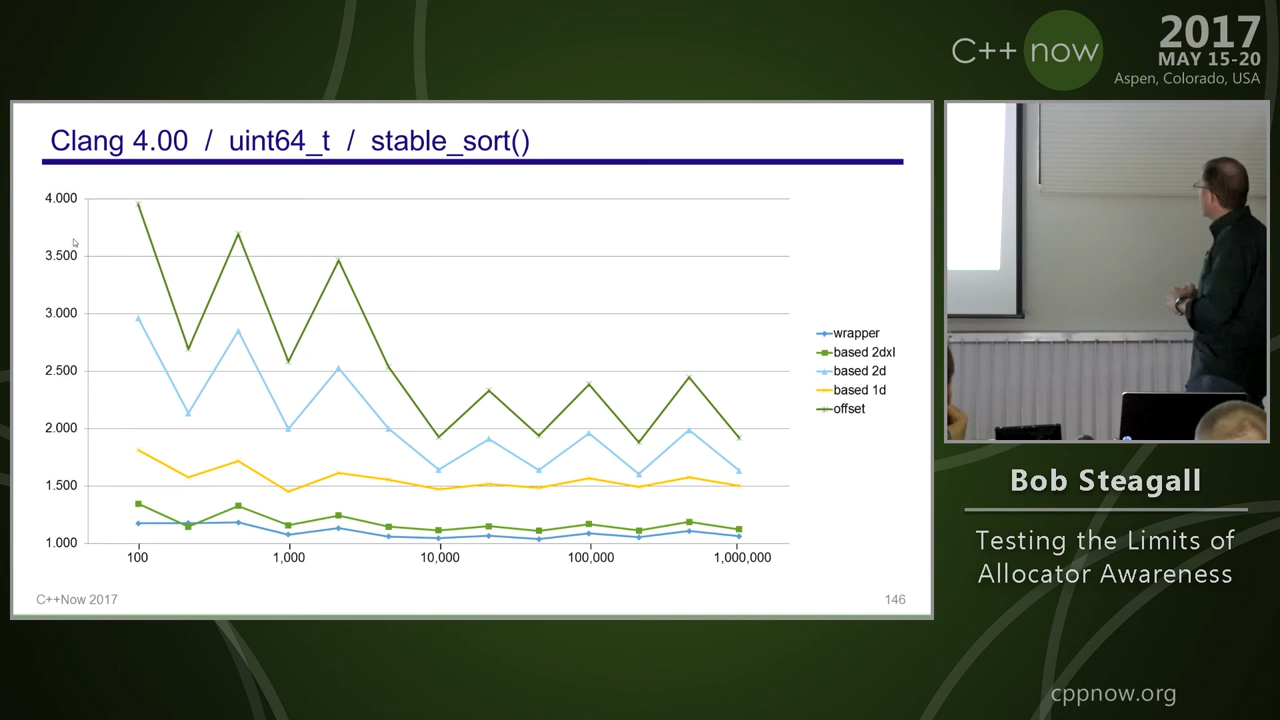 C++ now
2017
MAY 15-20
Aspen, Colorado, USA
Clang 4.00 / uint64_t / stable_sort()
4.000
3.500
3.000
2.500
2.000
1.500
1.000
100
1,000
10,000
100,000
1,000,000
wrapper
based 2dxl
based 2d
based 1d
offset
C++Now 2017
146
Bob Steagall
Testing the Limits of
Allocator Awareness
cppnow.org